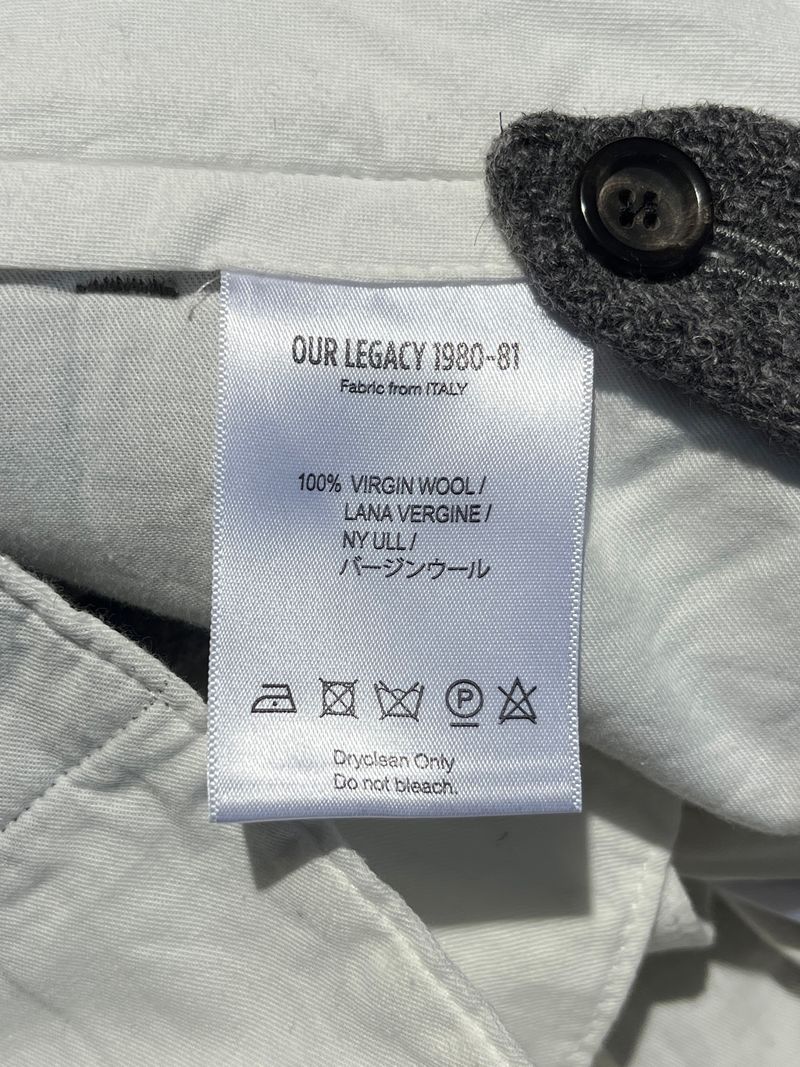 OUR LEGACY 1980-81
Fabric from ITALY
100% VIRGIN WOOL /
LANA VERGINE /
NY ULL /
バージンウール
P
Dryclean Only
Do not bleach.